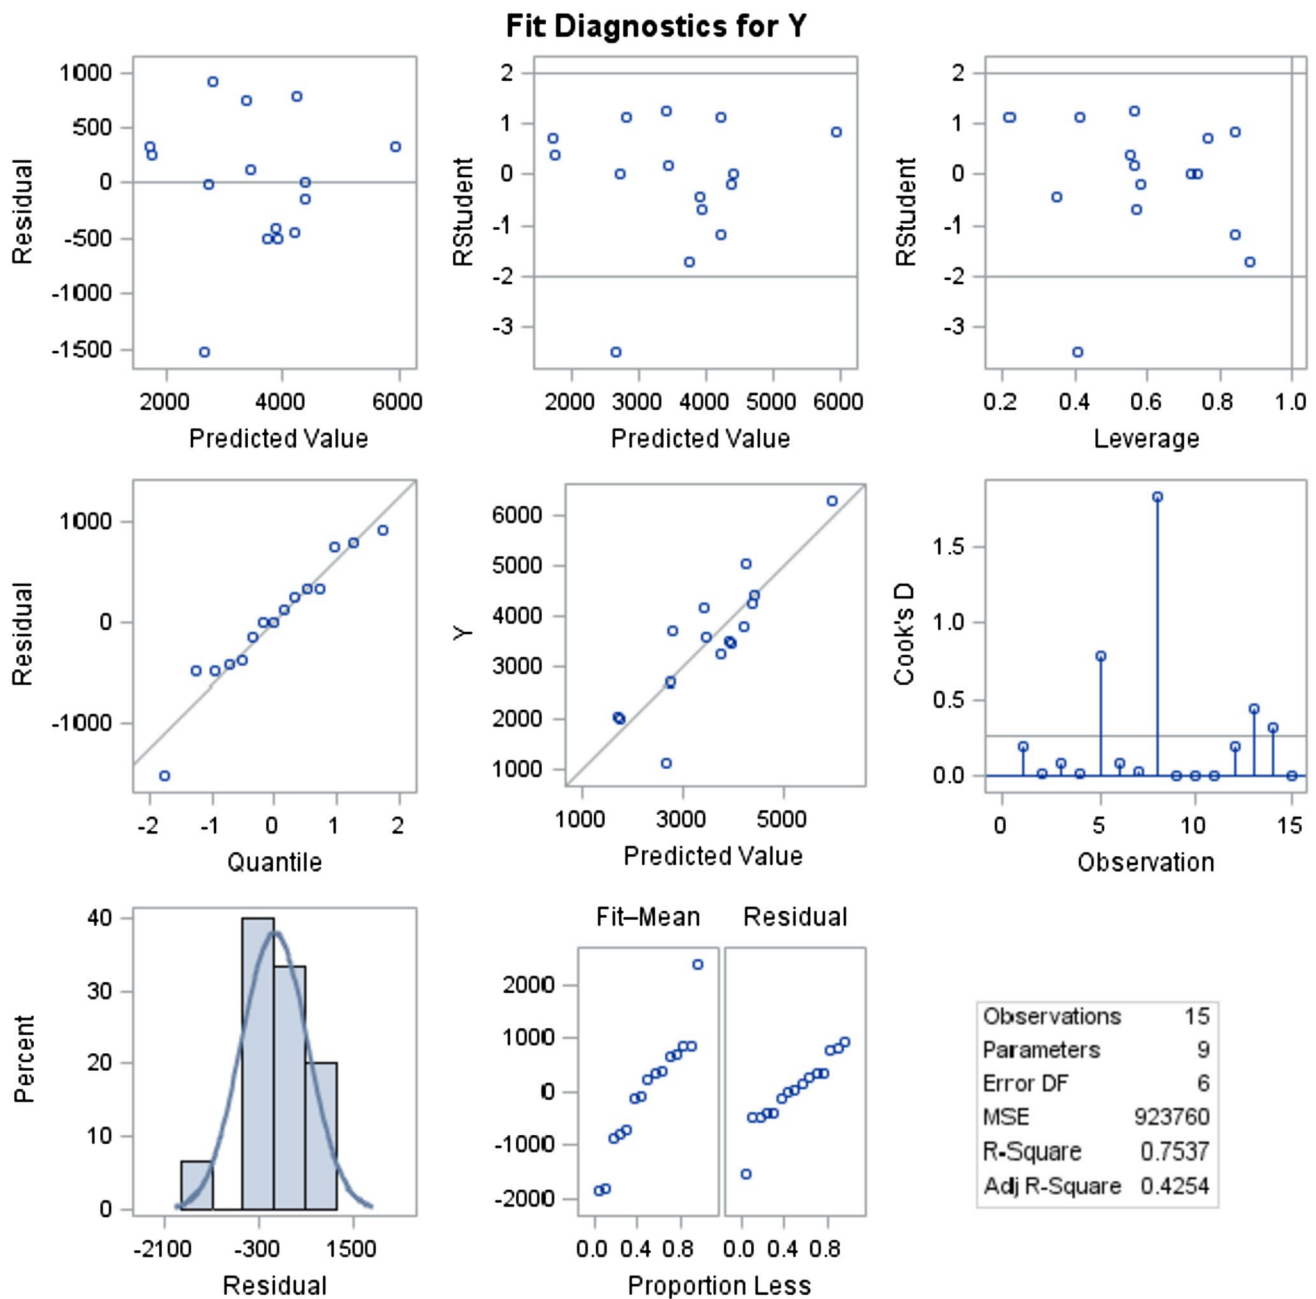 Fit Diagnostics for Y
1000
500
0
-500
-1000
-1500
Residual
2000 4000 6000
Predicted Value
2
1
0
-1
-2
-3
RStudent
2000 3000 4000 5000 6000
Predicted Value
2
1
0
-1
-2
-3
RStudent
0.2 0.4 0.6 0.8 1.0
Leverage
1000
0
-1000
Residual
-2 -1 0 1 2
Quantile
6000
5000
4000
3000
2000
1000
Y
1000 3000 5000
Predicted Value
1.5
1.0
0.5
0.0
Cook's D
0 5 10 15
Observation
40
30
20
10
0
Percent
-2100 -300 1500
Residual
Fit–Mean Residual
2000
1000
0
-1000
-2000
0.0 0.4 0.8 0.0 0.4 0.8
Proportion Less
Observations 15
Parameters 9
Error DF 6
MSE 923760
R-Square 0.7537
Adj R-Square 0.4254